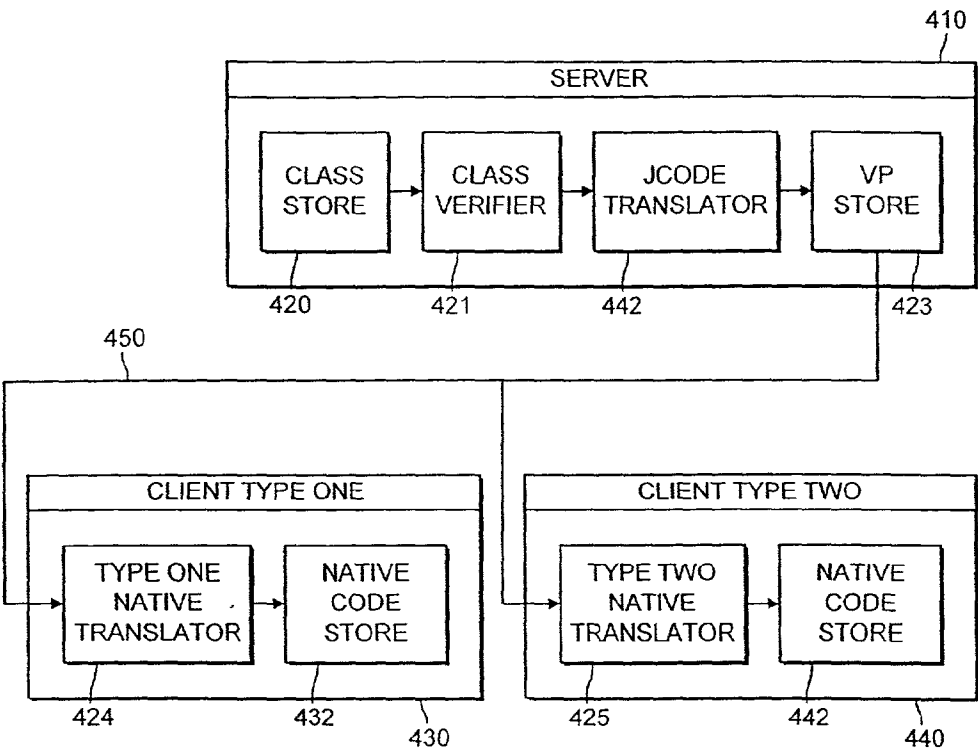 410
SERVER
CLASS
STORE
CLASS
VERIFIER
JCODE
TRANSLATOR
VP
STORE
420
421
442
423
450
CLIENT TYPE ONE
CLIENT TYPE TWO
TYPE ONE
NATIVE
TRANSLATOR
NATIVE
CODE
STORE
TYPE TWO
NATIVE
TRANSLATOR
NATIVE
CODE
STORE
424
432
430
425
442
440